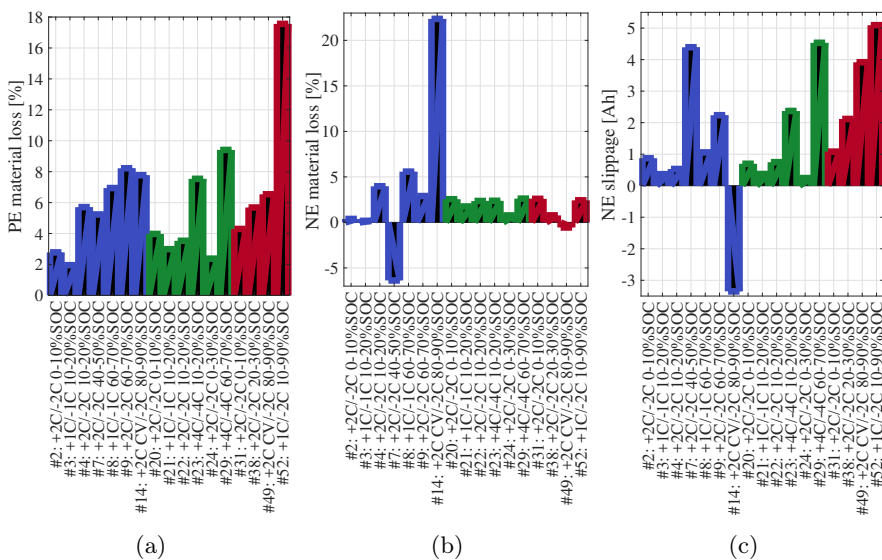 PE material loss [%]
18
16
14
12
10
8
6
4
2
0
#2: +2C/-2C 0-10%SOC
#3: +1C/-1C 10-20%SOC
#4: +2C/-2C 10-20%SOC
#7: +2C/-2C 40-50%SOC
#8: +1C/-1C 60-70%SOC
#9: +2C/-2C 60-70%SOC
#14: +2C CV/-2C 80-90%SOC
#20: +2C/-2C 0-10%SOC
#21: +1C/-1C 10-20%SOC
#22: +2C/-2C 10-20%SOC
#23: +4C/-4C 10-20%SOC
#24: +2C/-2C 0-30%SOC
#29: +4C/-4C 60-70%SOC
#31: +2C/-2C 0-10%SOC
#38: +2C/-2C 20-30%SOC
#49: +2C CV/-2C 80-90%SOC
#52: +1C/-2C 10-90%SOC
(a)
NE material loss [%]
20
15
10
5
0
-5
#2: +2C/-2C 0-10%SOC
#3: +1C/-1C 10-20%SOC
#4: +2C/-2C 10-20%SOC
#7: +2C/-2C 40-50%SOC
#8: +1C/-1C 60-70%SOC
#9: +2C/-2C 60-70%SOC
#14: +2C CV/-2C 80-90%SOC
#20: +2C/-2C 0-10%SOC
#21: +1C/-1C 10-20%SOC
#22: +2C/-2C 10-20%SOC
#23: +4C/-4C 10-20%SOC
#24: +2C/-2C 0-30%SOC
#29: +4C/-4C 60-70%SOC
#31: +2C/-2C 0-10%SOC
#38: +2C/-2C 20-30%SOC
#49: +2C CV/-2C 80-90%SOC
#52: +1C/-2C 10-90%SOC
(b)
NE slippage [Ah]
5
4
3
2
1
0
-1
-2
-3
#2: +2C/-2C 0-10%SOC
#3: +1C/-1C 10-20%SOC
#4: +2C/-2C 10-20%SOC
#7: +2C/-2C 40-50%SOC
#8: +1C/-1C 60-70%SOC
#9: +2C/-2C 60-70%SOC
#14: +2C CV/-2C 80-90%SOC
#20: +2C/-2C 0-10%SOC
#21: +1C/-1C 10-20%SOC
#22: +2C/-2C 10-20%SOC
#23: +4C/-4C 10-20%SOC
#24: +2C/-2C 0-30%SOC
#29: +4C/-4C 60-70%SOC
#31: +2C/-2C 0-10%SOC
#38: +2C/-2C 20-30%SOC
#49: +2C CV/-2C 80-90%SOC
#52: +1C/-2C 10-90%SOC
(c)